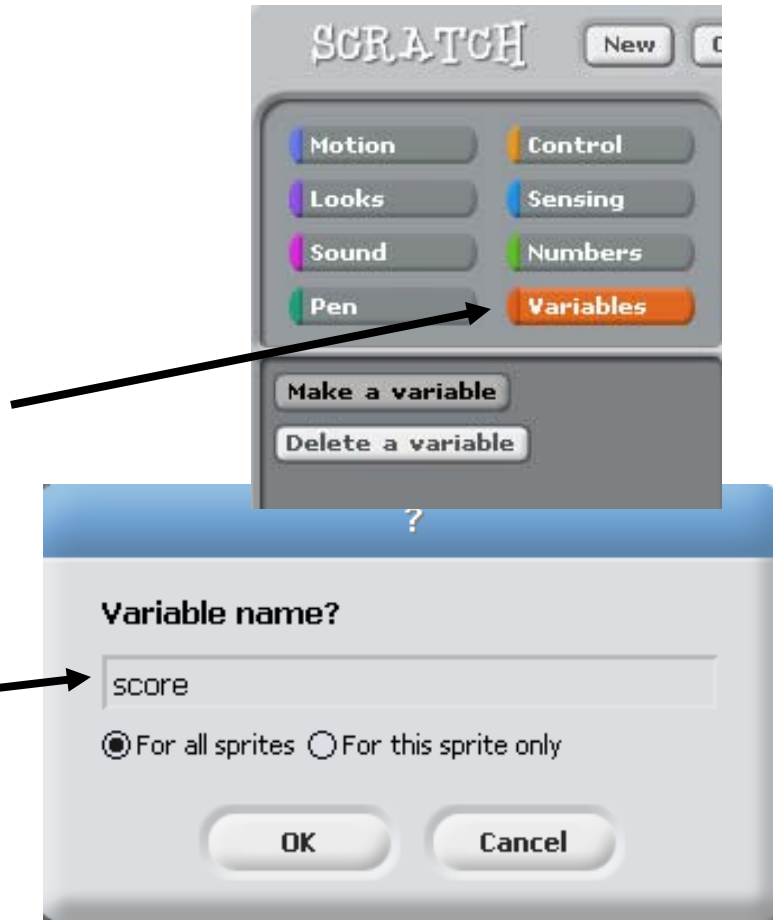 SCRATCH New
Motion Control
Looks Sensing
Sound Numbers
Pen Variables
Make a variable
Delete a variable
?
Variable name?
score
For all sprites For this sprite only
OK Cancel